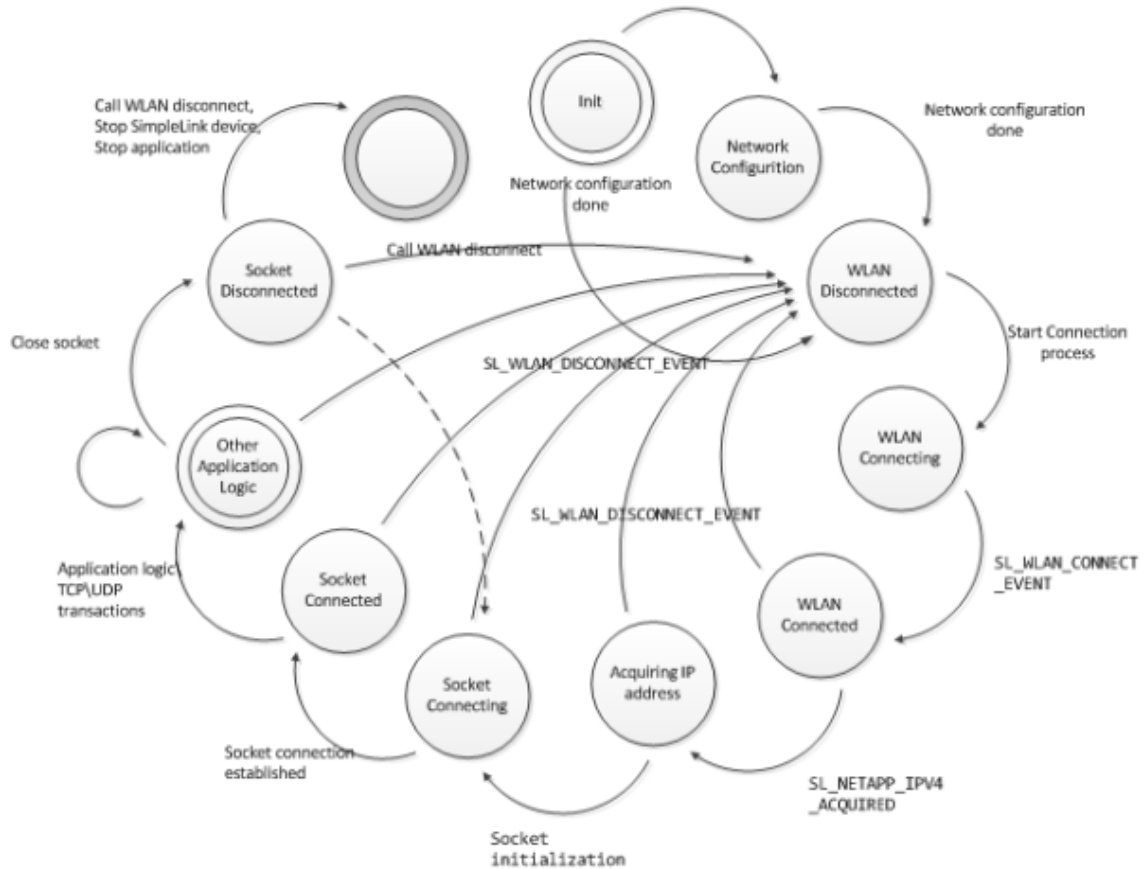 Init
Network
Configurition
Network configuration
done
Call WLAN disconnect,
Stop SimpleLink device,
Stop application
Network configuration
done
Call WLAN disconnect
Socket
Disconnected
WLAN
Disconnected
Start Connection
process
Close socket
SL_WLAN_DISCONNECT_EVENT
Other
Application
Logic
WLAN
Connecting
SL_WLAN_DISCONNECT_EVENT
SL_WLAN_CONNECT
_EVENT
Application logic
TCP\UDP
transactions
Socket
Connected
WLAN
Connected
Socket
Connecting
Acquiring IP
address
Socket connection
established
SL_NETAPP_IPV4
_ACQUIRED
Socket
initialization